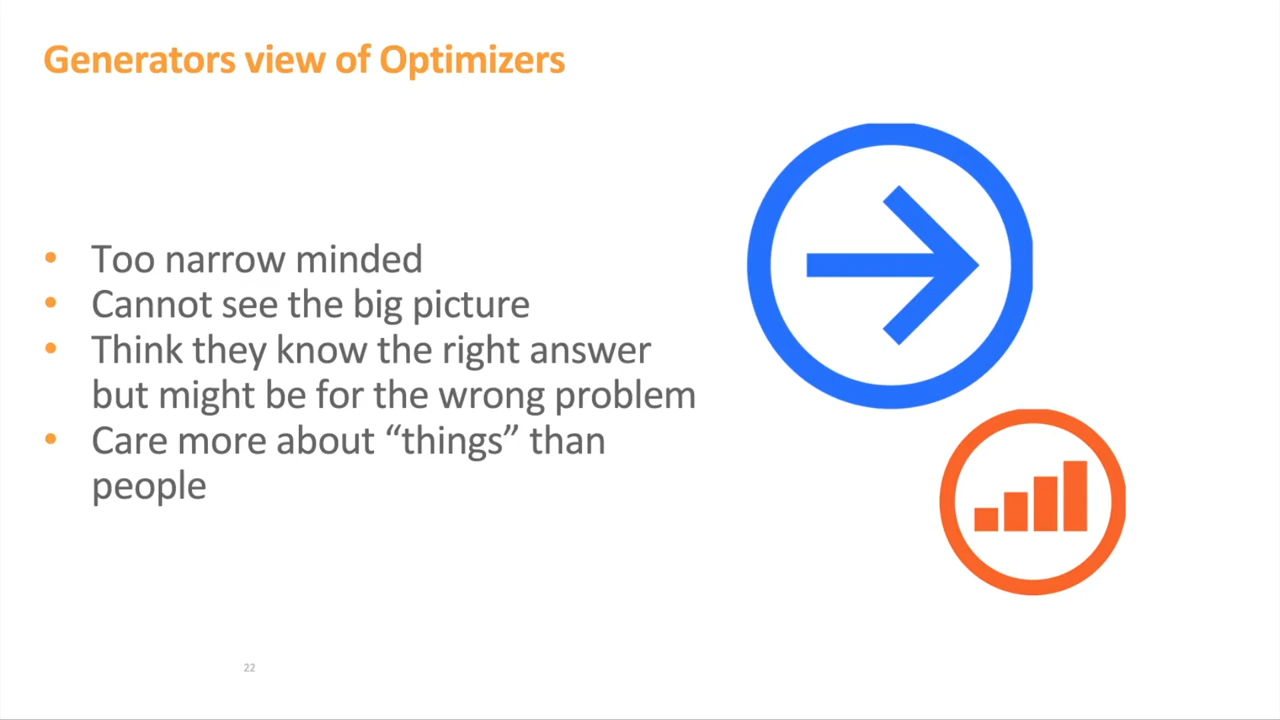 Generators view of Optimizers
• Too narrow minded
• Cannot see the big picture
• Think they know the right answer
but might be for the wrong problem
• Care more about “things” than
people
22